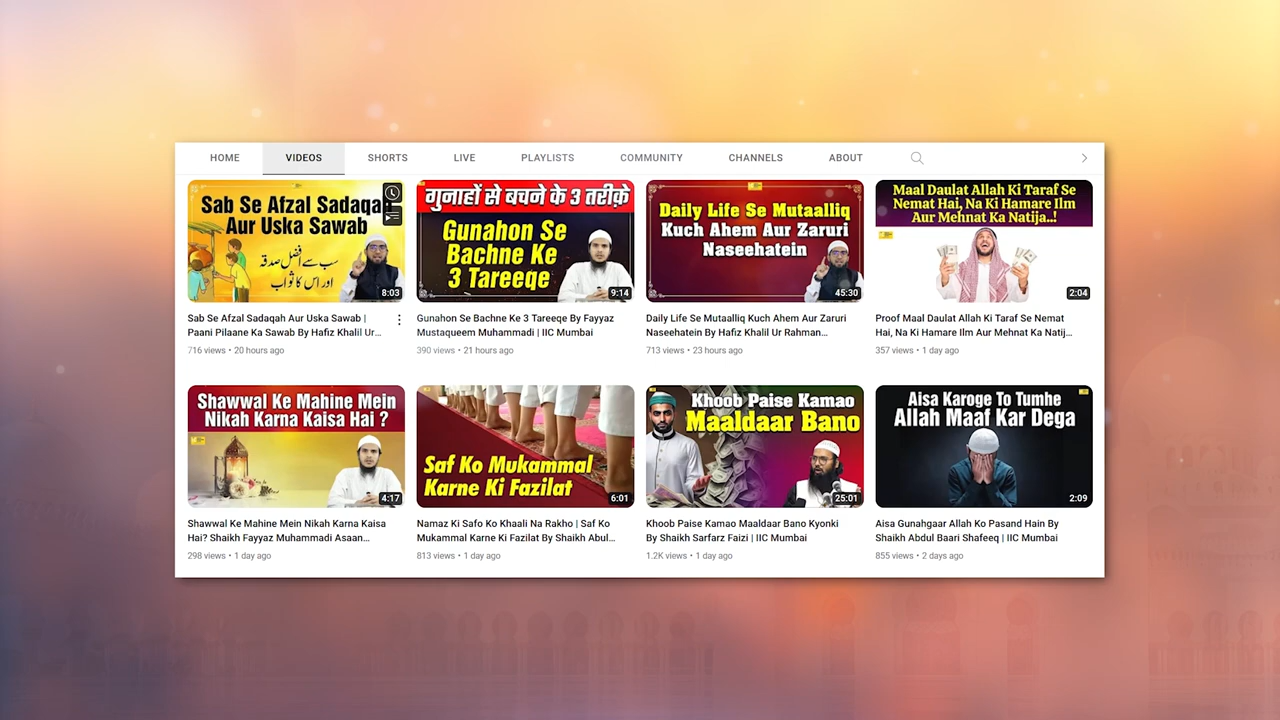 HOME VIDEOS SHORTS LIVE PLAYLISTS COMMUNITY CHANNELS ABOUT
Sab Se Afzal Sadaqah
Aur Uska Sawab
سب سے افضل صدقہ
اور اس کا ثواب
8:03
Sab Se Afzal Sadaqah Aur Uska Sawab |
Paani Pilaane Ka Sawab By Hafiz Khalil Ur...
716 views • 20 hours ago
गुनाहों से बचने के 3 तरीक़े
Gunahon Se
Bachne Ke
3 Tareeqe
9:14
Gunahon Se Bachne Ke 3 Tareeqe By Fayyaz
Mustaqueem Muhammadi | IIC Mumbai
390 views • 21 hours ago
Daily Life Se Mutaalliq
Kuch Ahem Aur Zaruri
Naseehatein
45:30
Daily Life Se Mutaalliq Kuch Ahem Aur Zaruri
Naseehatein By Hafiz Khalil Ur Rahman...
713 views • 23 hours ago
Maal Daulat Allah Ki Taraf Se
Nemat Hai, Na Ki Hamare Ilm
Aur Mehnat Ka Natija..!
2:04
Proof Maal Daulat Allah Ki Taraf Se Nemat
Hai, Na Ki Hamare Ilm Aur Mehnat Ka Natij...
357 views • 1 day ago
Shawwal Ke Mahine Mein
Nikah Karna Kaisa Hai ?
4:17
Shawwal Ke Mahine Mein Nikah Karna Kaisa
Hai? Shaikh Fayyaz Muhammadi Asaan...
298 views • 1 day ago
Saf Ko Mukammal
Karne Ki Fazilat
6:01
Namaz Ki Safo Ko Khaali Na Rakho | Saf Ko
Mukammal Karne Ki Fazilat By Shaikh Abul...
813 views • 1 day ago
Khoob Paise Kamao
Maaldaar Bano
25:01
Khoob Paise Kamao Maaldaar Bano Kyonki
By Shaikh Sarfarz Faizi | IIC Mumbai
1.2K views • 1 day ago
Aisa Karoge To Tumhe
Allah Maaf Kar Dega
2:09
Aisa Gunahgaar Allah Ko Pasand Hain By
Shaikh Abdul Baari Shafeeq | IIC Mumbai
855 views • 2 days ago